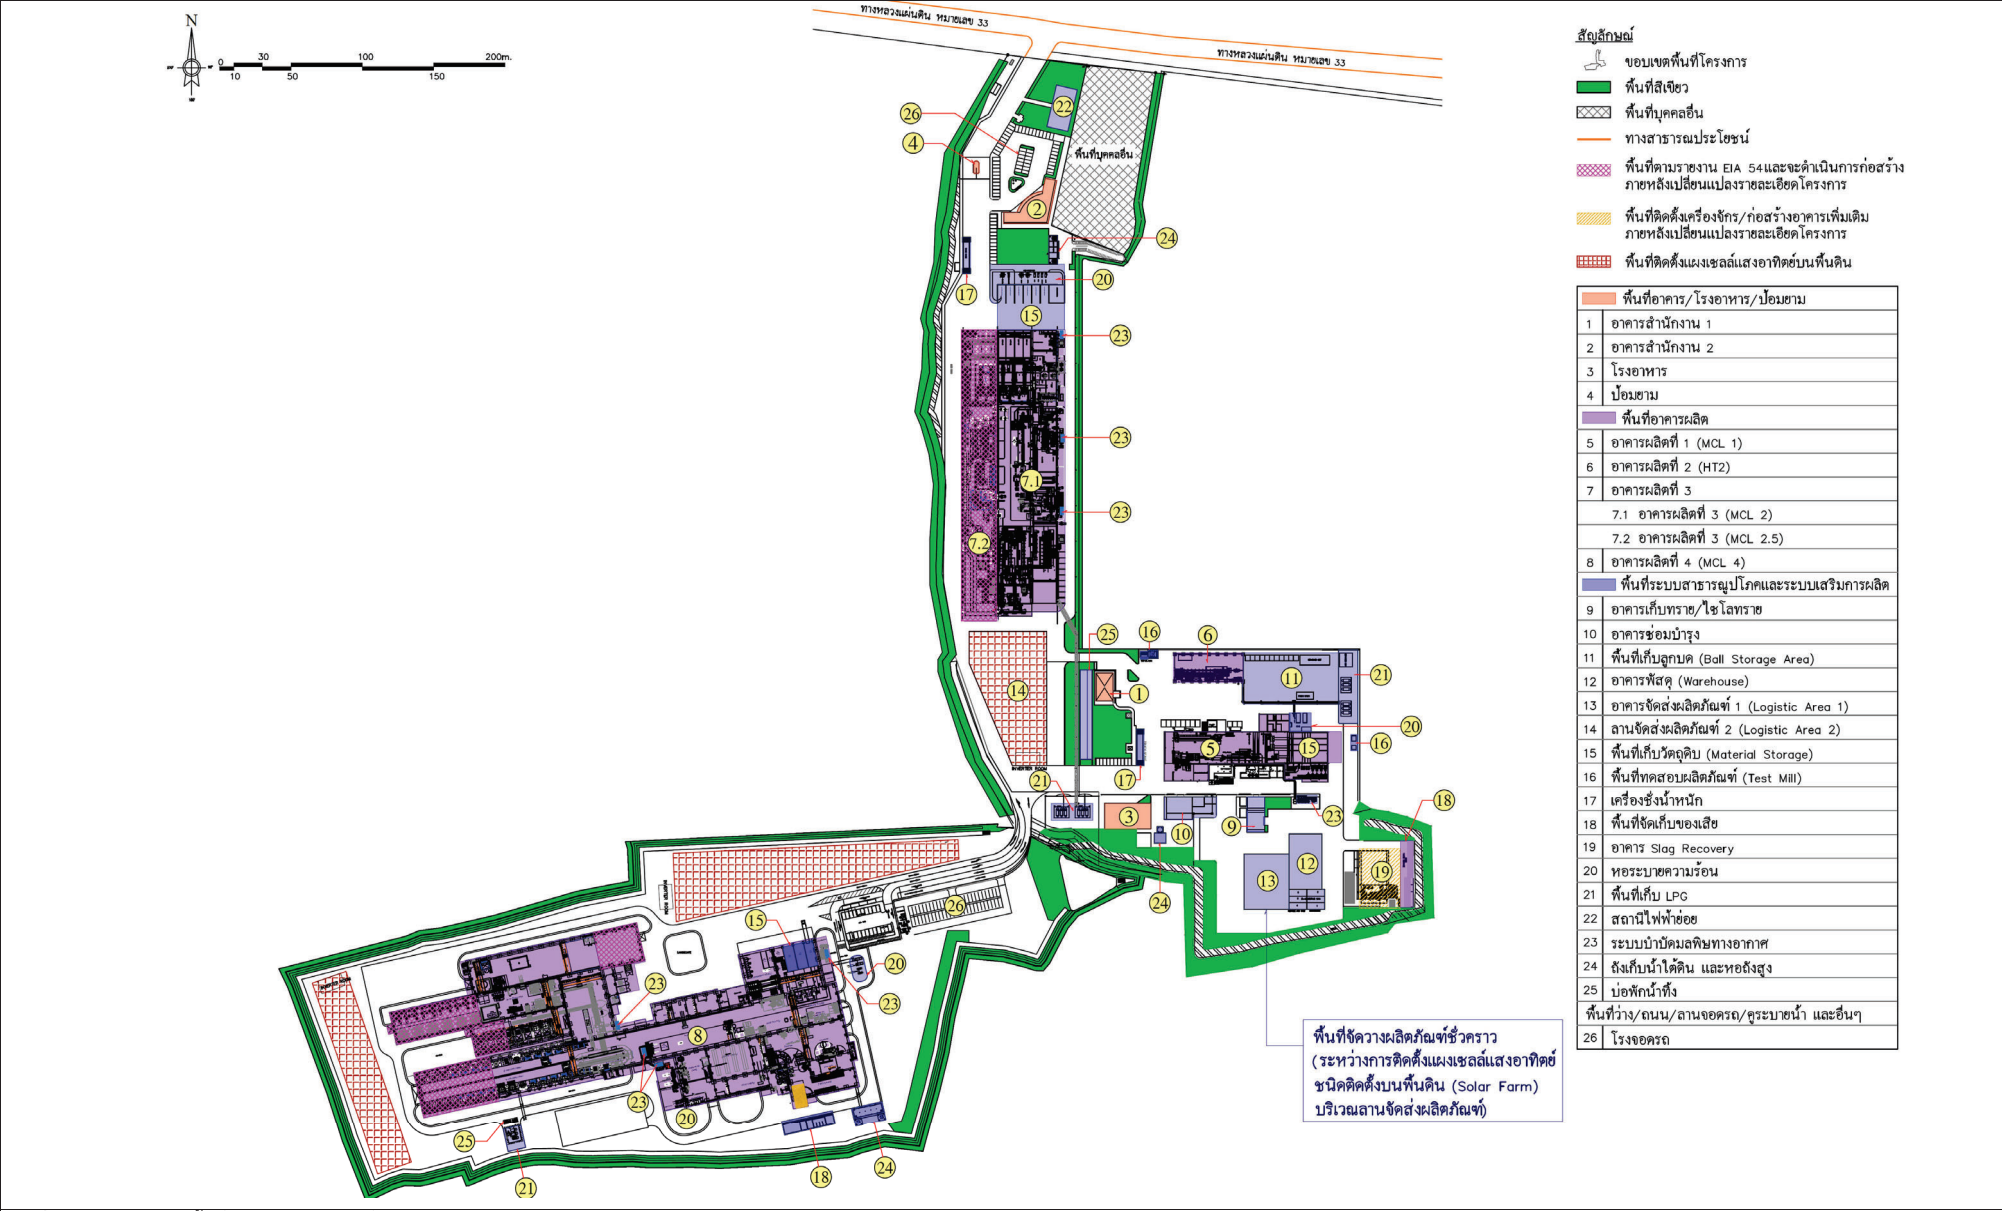 N
0 30 100 200m.
10 50 150
ทางหลวงแผ่นดิน หมายเลข 33
ทางหลวงแผ่นดิน หมายเลข 33
22
26
4
พื้นที่บุคคลอื่น
2
24
17
20
15
23
23
7.1
23
7.2
25
16
6
14
1
11
21
20
5
15
16
INVERTER ROOM
17
21
3
10
9
23
18
12
13
19
24
26
15
20
23
23
8
23
20
25
21
18
24
พื้นที่จัดวางผลิตภัณฑ์ชั่วคราว
(ระหว่างการติดตั้งแผงเซลล์แสงอาทิตย์
ชนิดติดตั้งบนพื้นดิน (Solar Farm)
บริเวณลานจัดส่งผลิตภัณฑ์)
สัญลักษณ์
ขอบเขตพื้นที่โครงการ
พื้นที่สีเขียว
พื้นที่บุคคลอื่น
ทางสาธารณประโยชน์
พื้นที่ตามรายงาน EIA 54และจะดำเนินการก่อสร้าง
ภายหลังเปลี่ยนแปลงรายละเอียดโครงการ
พื้นที่ติดตั้งเครื่องจักร/ก่อสร้างอาคารเพิ่มเติม
ภายหลังเปลี่ยนแปลงรายละเอียดโครงการ
พื้นที่ติดตั้งแผงเซลล์แสงอาทิตย์บนพื้นดิน
พื้นที่อาคาร/โรงอาหาร/ป้อมยาม
1 อาคารสำนักงาน 1
2 อาคารสำนักงาน 2
3 โรงอาหาร
4 ป้อมยาม
พื้นที่อาคารผลิต
5 อาคารผลิตที่ 1 (MCL 1)
6 อาคารผลิตที่ 2 (HT2)
7 อาคารผลิตที่ 3
7.1 อาคารผลิตที่ 3 (MCL 2)
7.2 อาคารผลิตที่ 3 (MCL 2.5)
8 อาคารผลิตที่ 4 (MCL 4)
พื้นที่ระบบสาธารณูปโภคและระบบเสริมการผลิต
9 อาคารเก็บทราย/ไซโลทราย
10 อาคารซ่อมบำรุง
11 พื้นที่เก็บลูกบด (Ball Storage Area)
12 อาคารพัสดุ (Warehouse)
13 อาคารจัดส่งผลิตภัณฑ์ 1 (Logistic Area 1)
14 ลานจัดส่งผลิตภัณฑ์ 2 (Logistic Area 2)
15 พื้นที่เก็บวัตถุดิบ (Material Storage)
16 พื้นที่ทดสอบผลิตภัณฑ์ (Test Mill)
17 เครื่องชั่งน้ำหนัก
18 พื้นที่จัดเก็บของเสีย
19 อาคาร Slag Recovery
20 หอระบายความร้อน
21 พื้นที่เก็บ LPG
22 สถานีไฟฟ้าย่อย
23 ระบบบำบัดมลพิษทางอากาศ
24 ถังเก็บน้ำใต้ดิน และหอถังสูง
25 บ่อพักน้ำทิ้ง
พื้นที่ว่าง/ถนน/ลานจอดรถ/คูระบายน้ำ และอื่นๆ
26 โรงจอดรถ